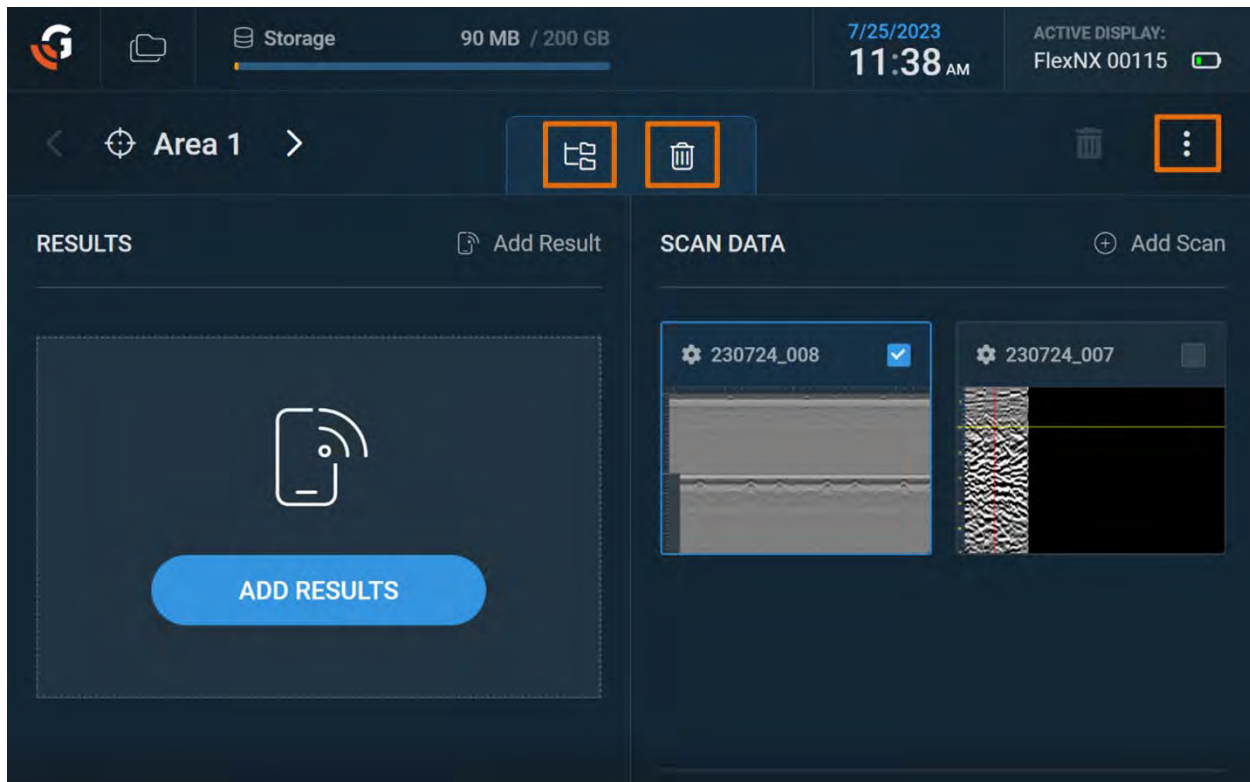 Storage 90 MB / 200 GB
7/25/2023
11:38 AM
ACTIVE DISPLAY:
FlexNX 00115
Area 1
RESULTS
Add Result
SCAN DATA
Add Scan
230724_008
230724_007
ADD RESULTS